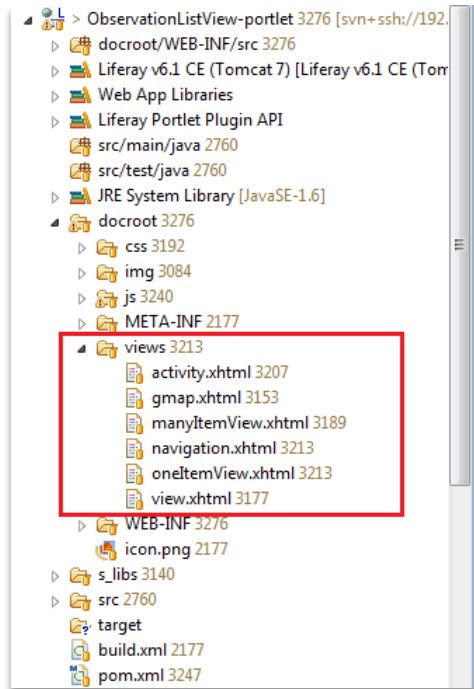 > ObservationListView-portlet 3276 [svn+ssh://192.
docroot/WEB-INF/src 3276
Liferay v6.1 CE (Tomcat 7) [Liferay v6.1 CE (Tom
Web App Libraries
Liferay Portlet Plugin API
src/main/java 2760
src/test/java 2760
JRE System Library [JavaSE-1.6]
docroot 3276
css 3192
img 3084
js 3240
META-INF 2177
views 3213
activity.xhtml 3207
gmap.xhtml 3153
manyItemView.xhtml 3189
navigation.xhtml 3213
oneItemView.xhtml 3213
view.xhtml 3177
WEB-INF 3276
icon.png 2177
s_libs 3140
src 2760
target
build.xml 2177
pom.xml 3247